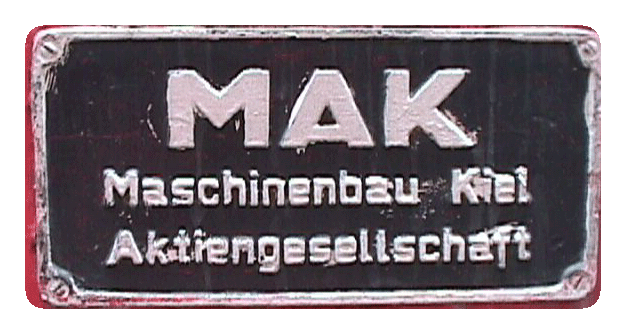 MAK
Maschinenbau Kiel
Aktiengesellschaft